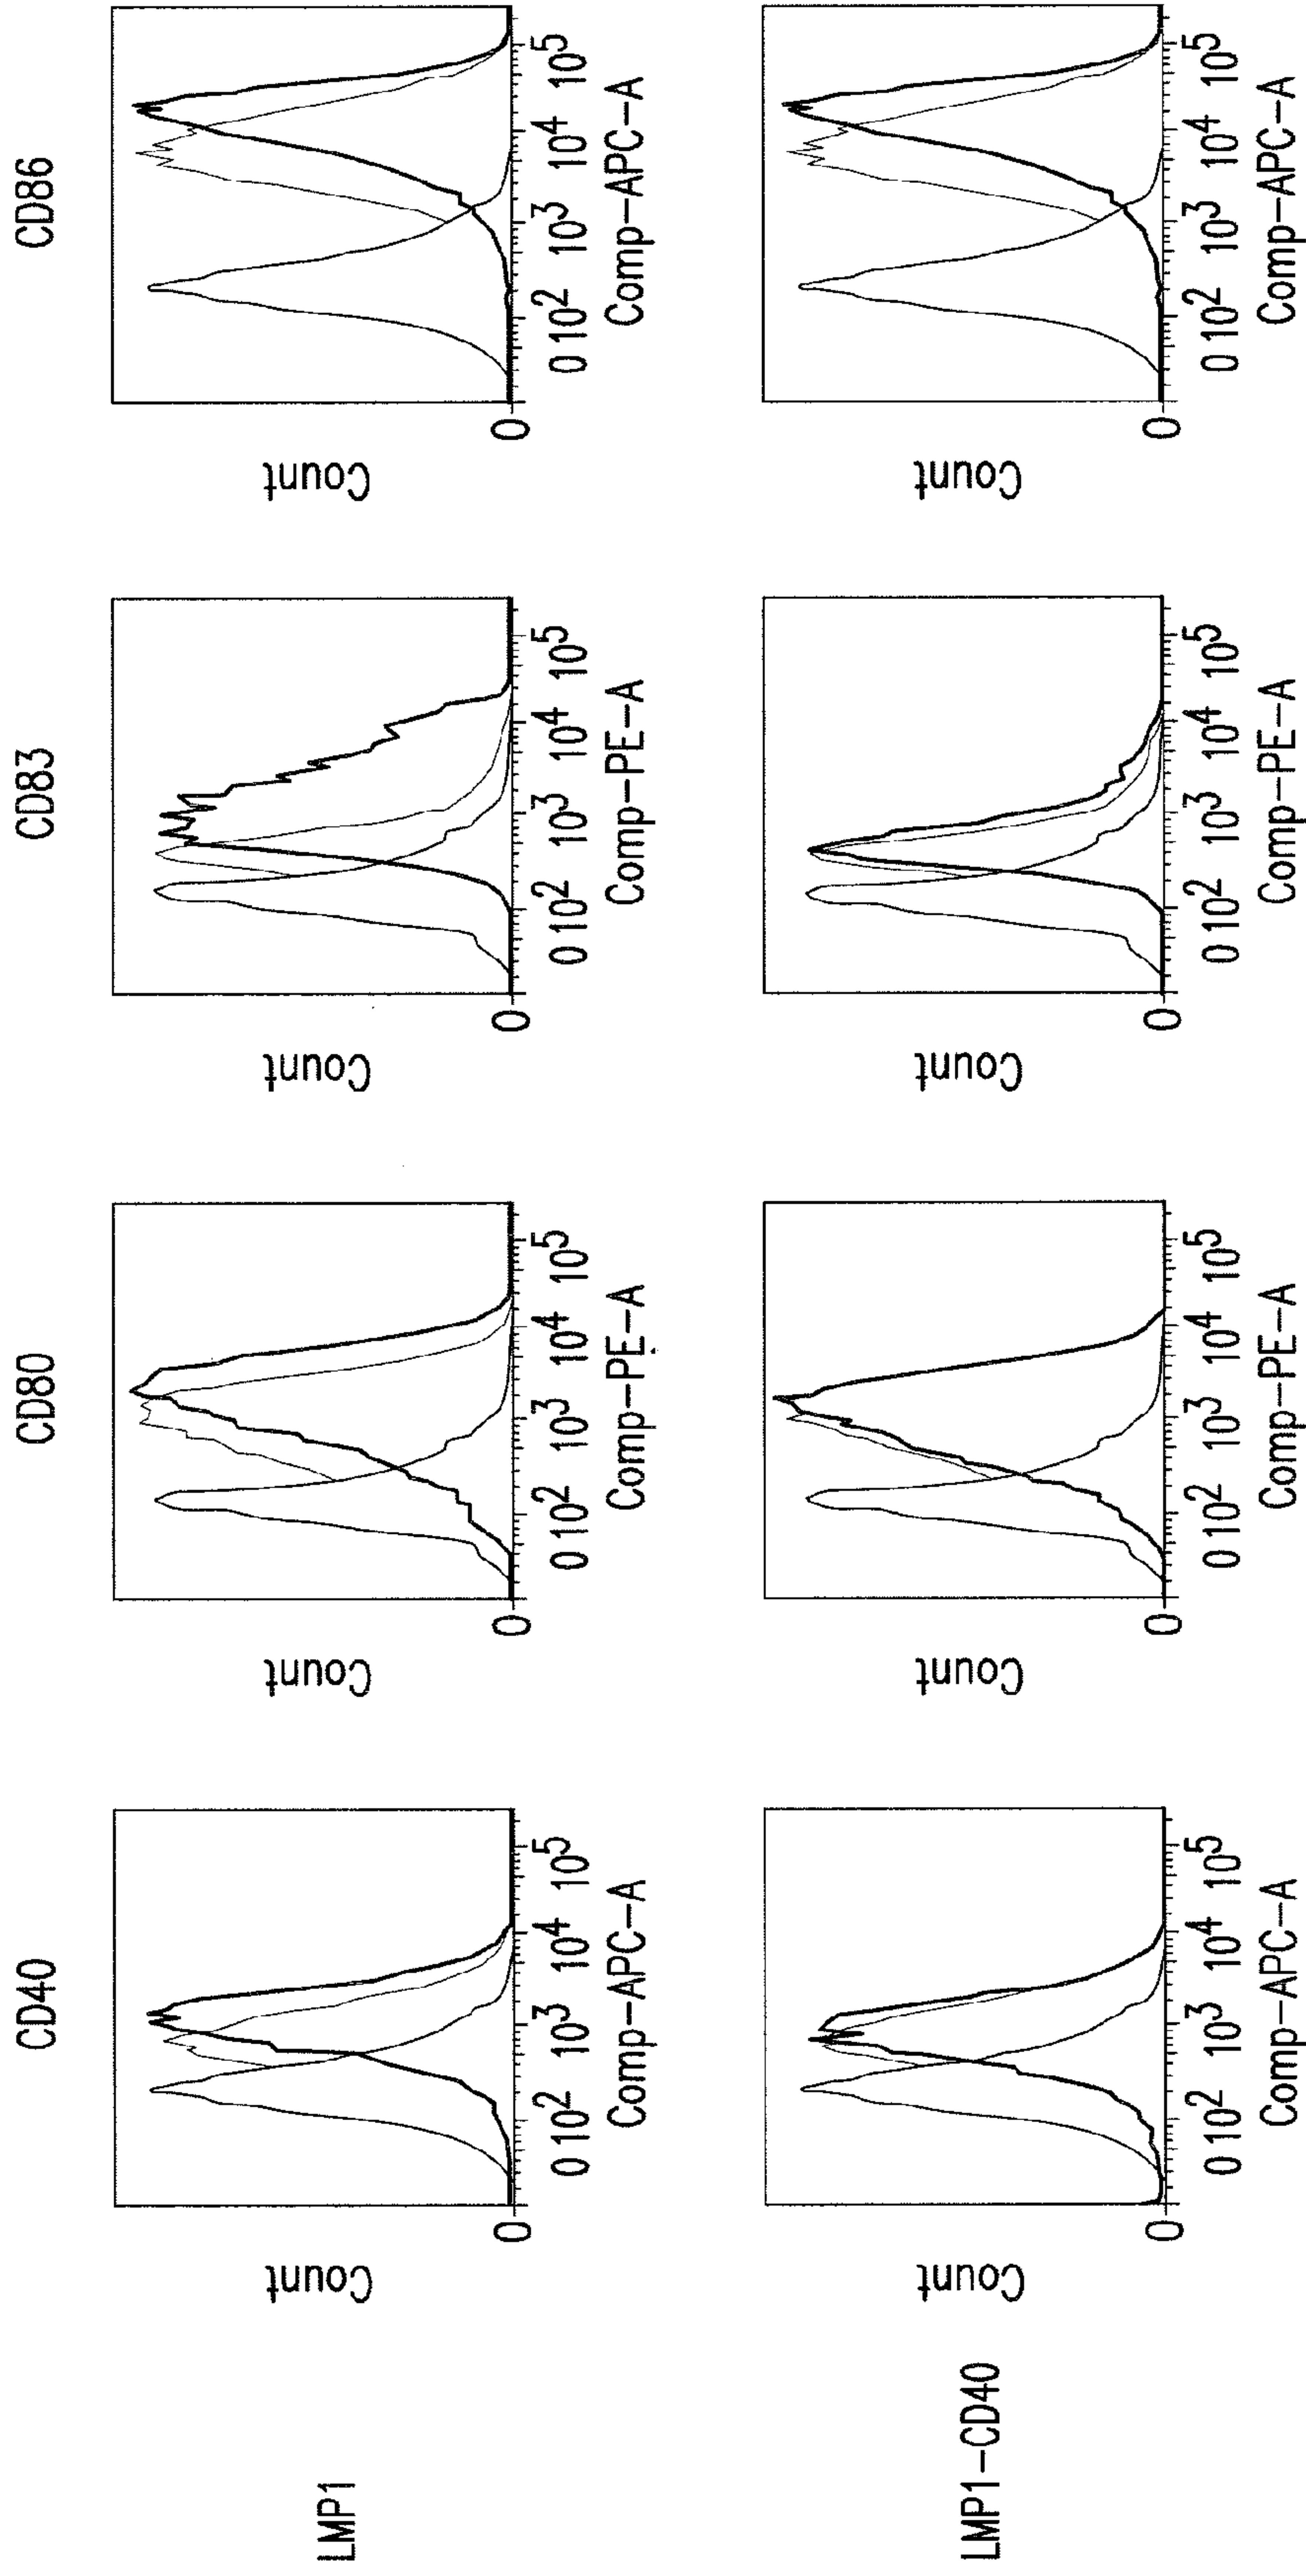 CD40
CD80
CD83
CD86
LMP1
Count
0
0 10² 10³ 10⁴ 10⁵
Comp-APC-A
Count
0
0 10² 10³ 10⁴ 10⁵
Comp-PE-A
Count
0
0 10² 10³ 10⁴ 10⁵
Comp-PE-A
Count
0
0 10² 10³ 10⁴ 10⁵
Comp-APC-A
LMP1-CD40
Count
0
0 10² 10³ 10⁴ 10⁵
Comp-APC-A
Count
0
0 10² 10³ 10⁴ 10⁵
Comp-PE-A
Count
0
0 10² 10³ 10⁴ 10⁵
Comp-PE-A
Count
0
0 10² 10³ 10⁴ 10⁵
Comp-APC-A